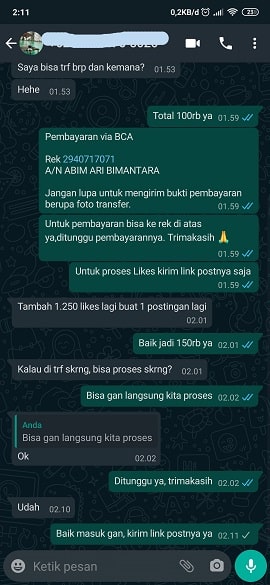 2:11
0,2KB/d
23
Saya bisa trf brp dan kemana?
01.53
Hehe
01.53
Total 100rb ya
01.59
Pembayaran via BCA
Rek 2940717071
A/N ABIM ARI BIMANTARA
Jangan lupa untuk mengirim bukti pembayaran
berupa foto transfer.
01.59
Untuk pembayaran bisa ke rek di atas
ya,ditunggu pembayarannya. Trimakasih 🙏
01.59
Untuk proses Likes kirim link postnya saja
01.59
Tambah 1.250 likes lagi buat 1 postingan lagi
02.01
Baik jadi 150rb ya
02.01
Kalau di trf skrng, bisa proses skrng?
02.01
Bisa gan langsung kita proses
02.02
Anda
Bisa gan langsung kita proses
Ok
02.02
Ditunggu ya, trimakasih
02.02
Udah
02.10
Baik masuk gan, kirim link postnya ya
02.11
Ketik pesan